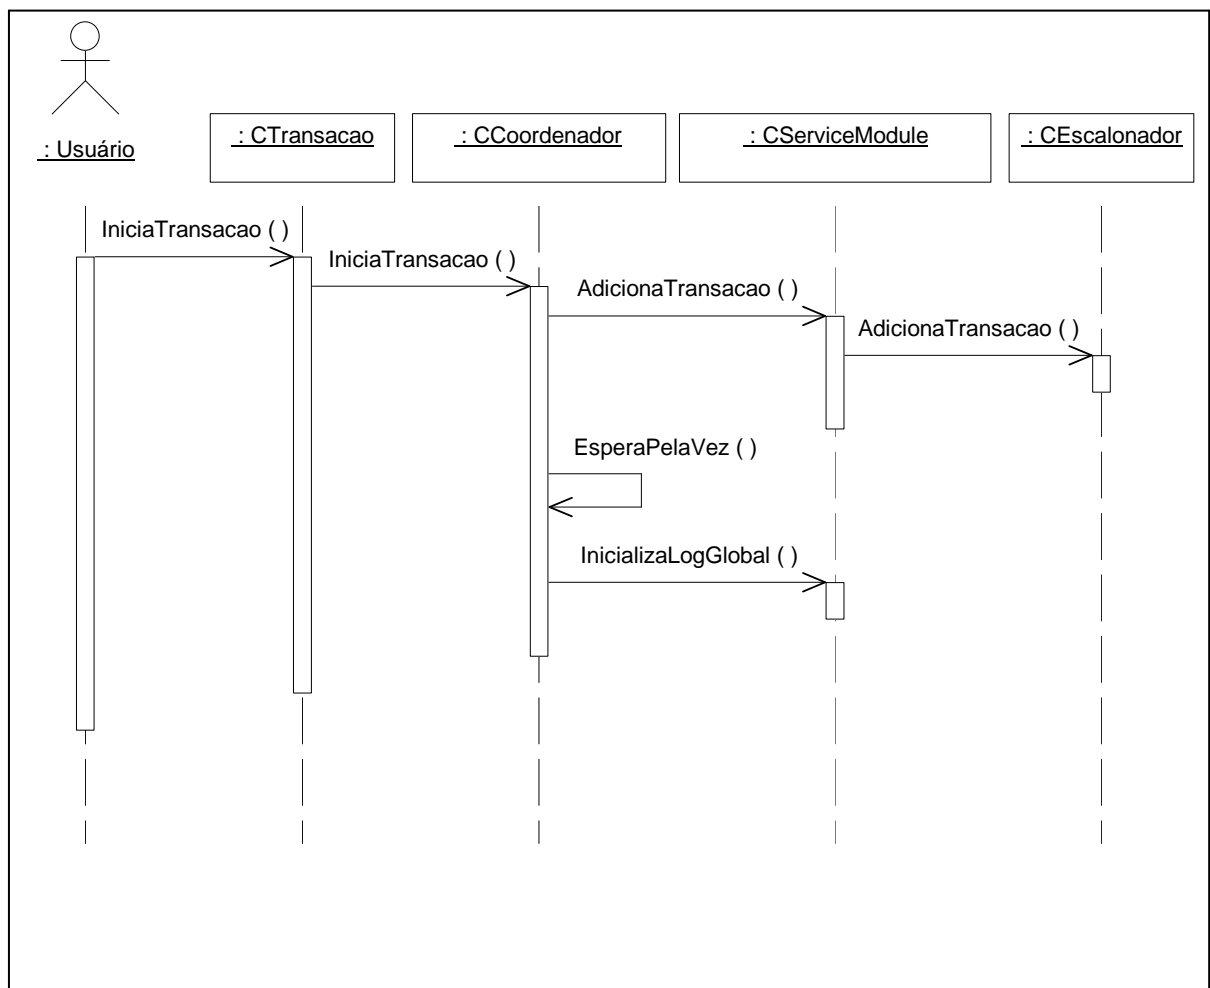 : Usuário
: CTransacao
: CCoordenador
: CServiceModule
: CEscalonador
IniciaTransacao ( )
IniciaTransacao ( )
AdicionaTransacao ( )
AdicionaTransacao ( )
EsperaPelaVez ( )
InicializaLogGlobal ( )